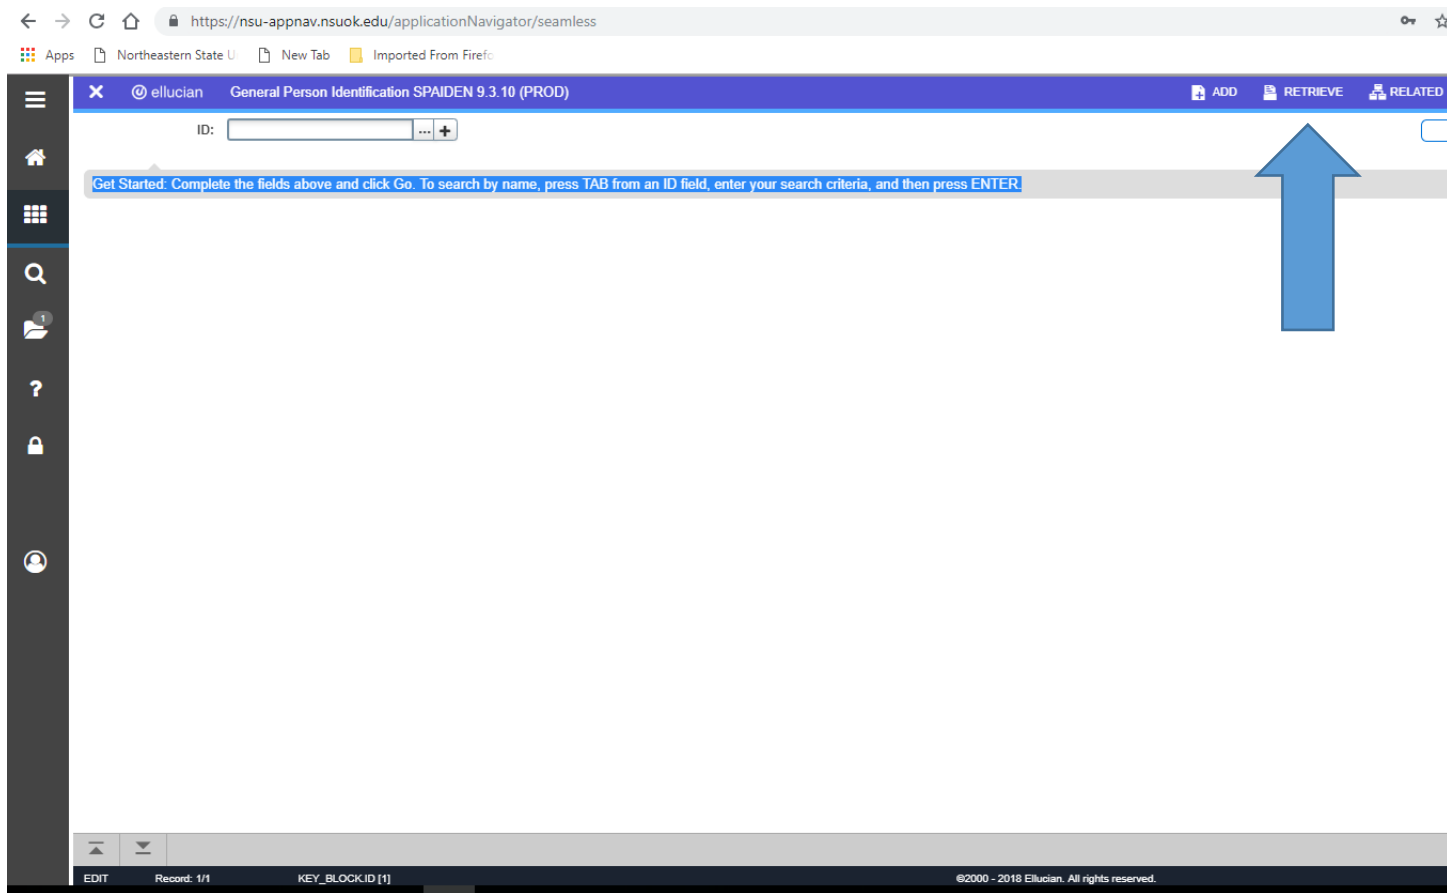 https://nsu-appnav.nsuok.edu/applicationNavigator/seamless
Apps Northeastern State U New Tab Imported From Firefo
ellucian General Person Identification SPAIDEN 9.3.10 (PROD) ADD RETRIEVE RELATED
ID: ...
Get Started: Complete the fields above and click Go. To search by name, press TAB from an ID field, enter your search criteria, and then press ENTER.
1
?
EDIT Record: 1/1 KEY_BLOCK.ID [1] ©2000 - 2018 Ellucian. All rights reserved.